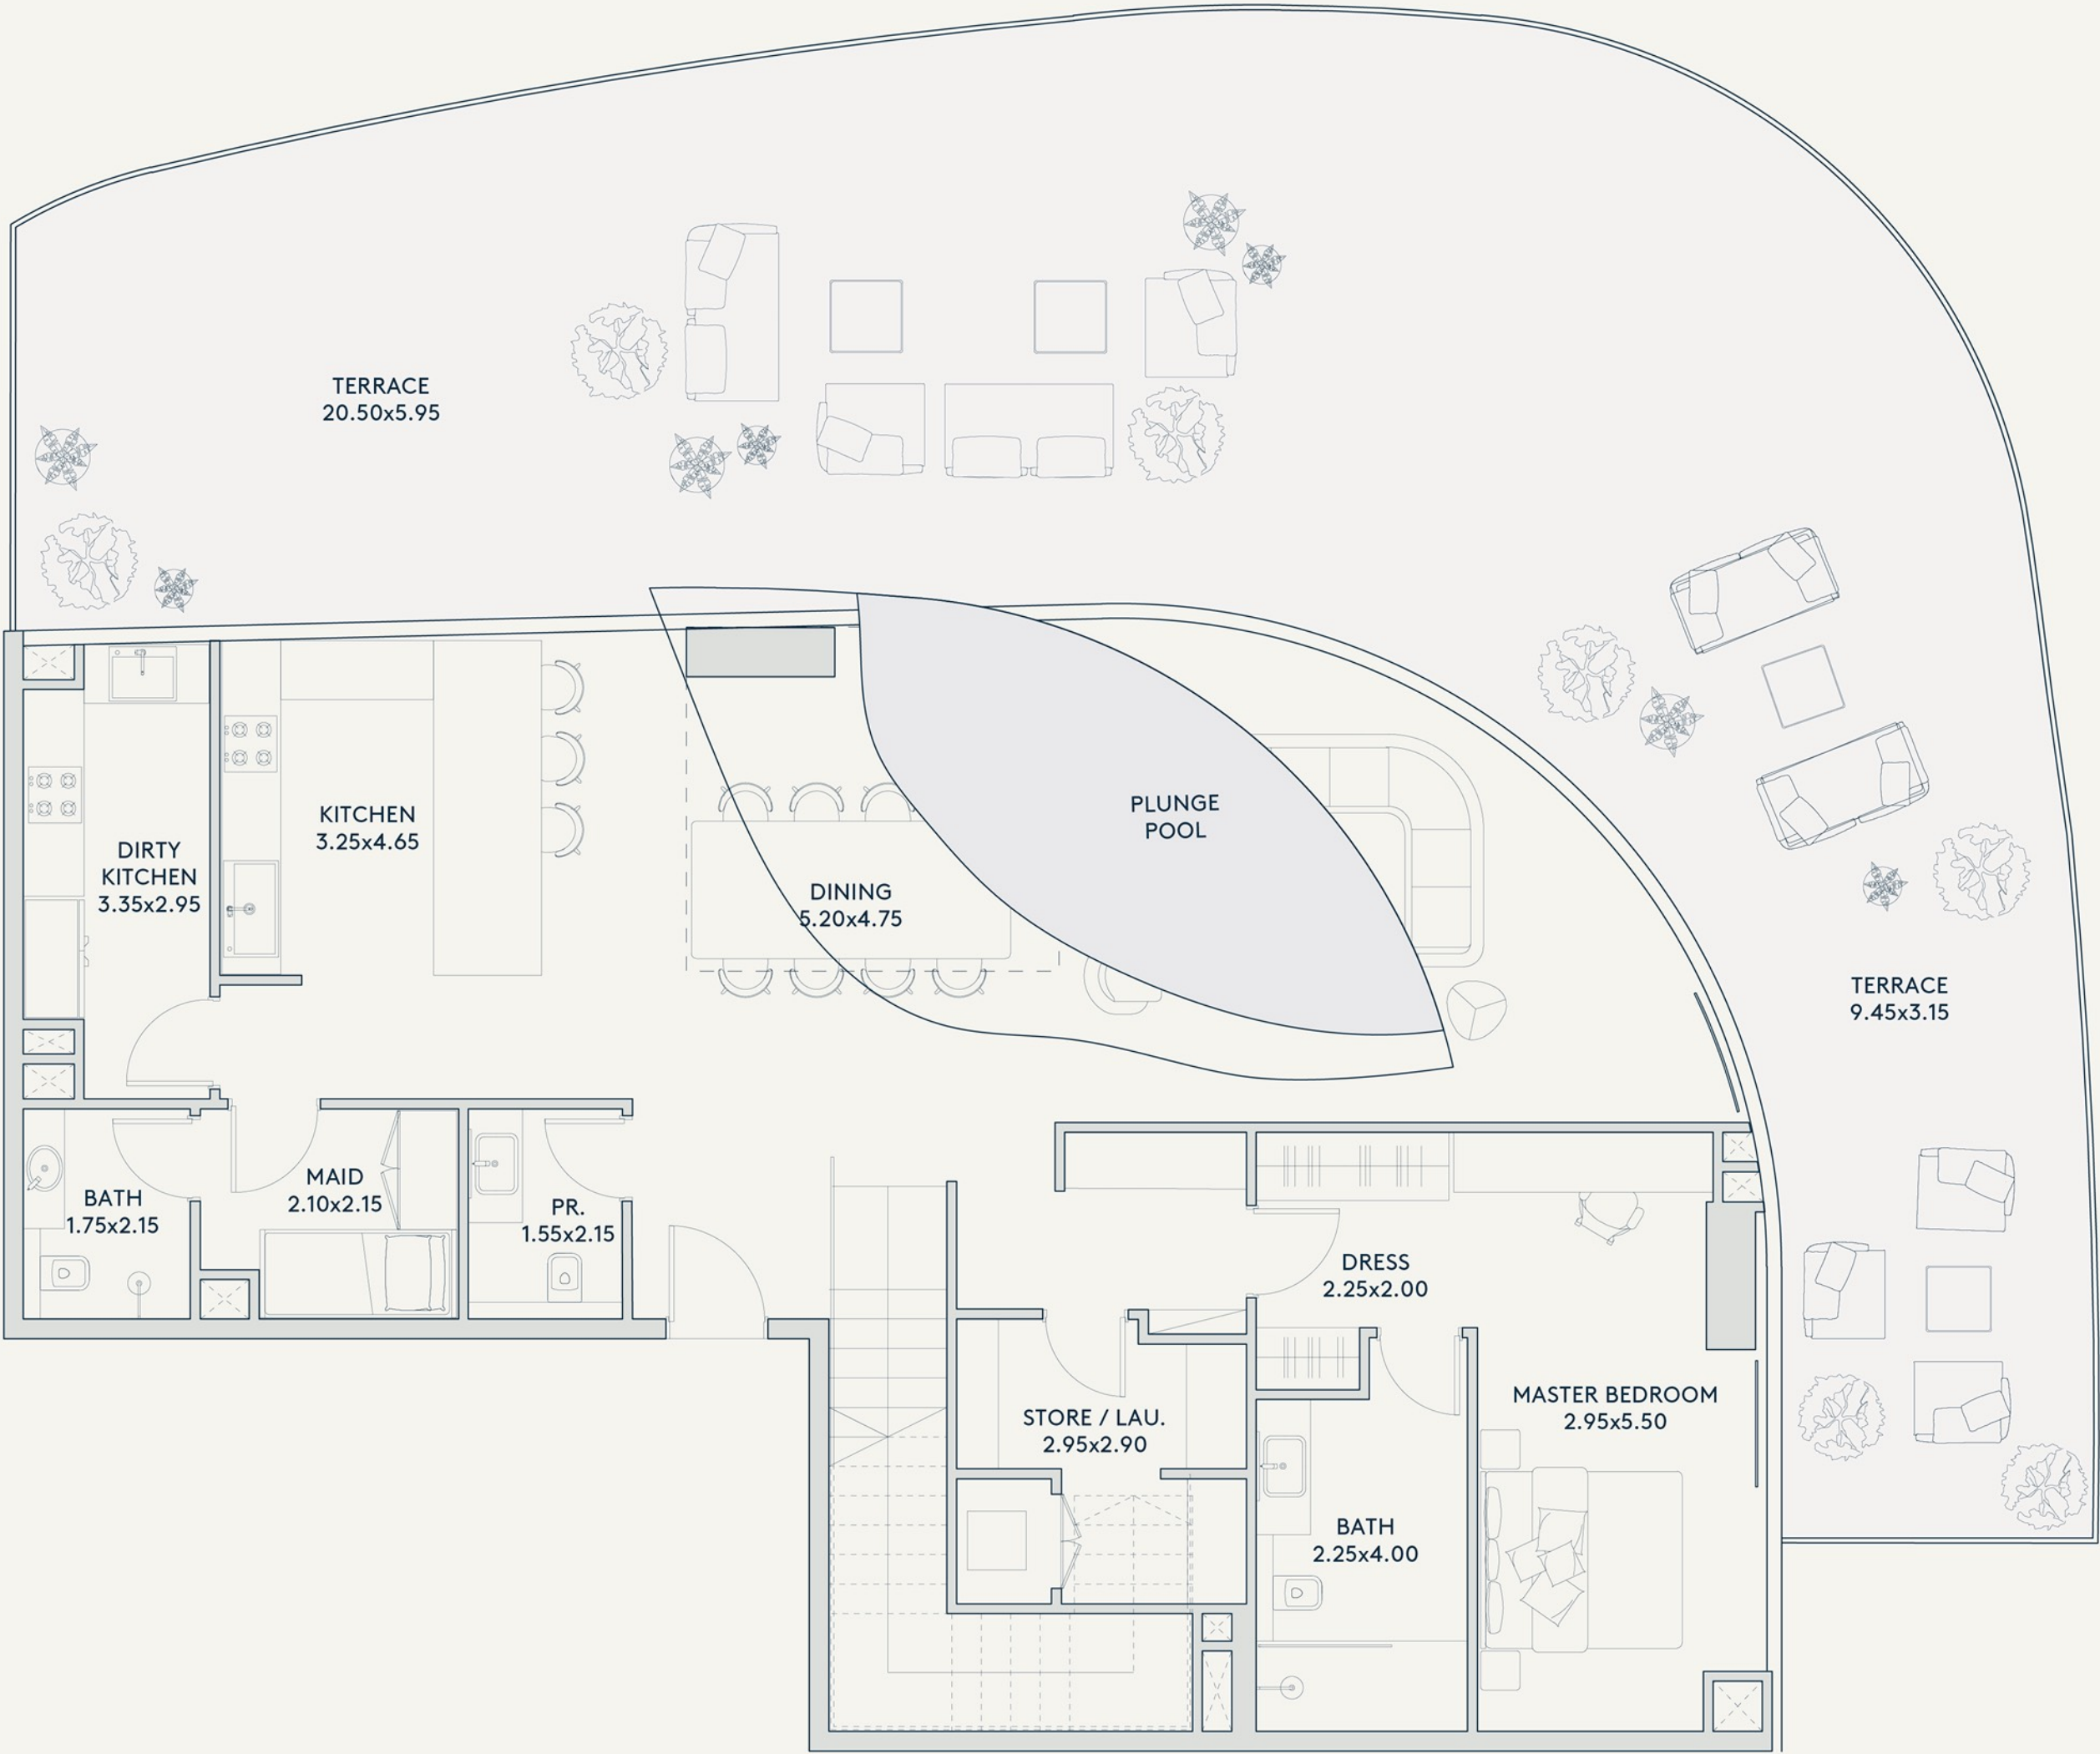 TERRACE
20.50x5.95
PLUNGE
POOL
KITCHEN
3.25x4.65
DIRTY
KITCHEN
3.35x2.95
DINING
5.20x4.75
TERRACE
9.45x3.15
MAID
2.10x2.15
BATH
1.75x2.15
PR.
1.55x2.15
DRESS
2.25x2.00
MASTER BEDROOM
2.95x5.50
STORE / LAU.
2.95x2.90
BATH
2.25x4.00